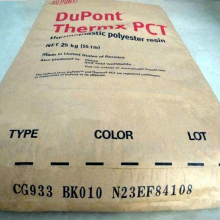 DuPont
Thermx PCT
thermoplastic polyester resin
NET 25 kg (55.1 lb)
Made in United States of America
TYPE COLOR LOT
CG933 BK010 N23EF84108